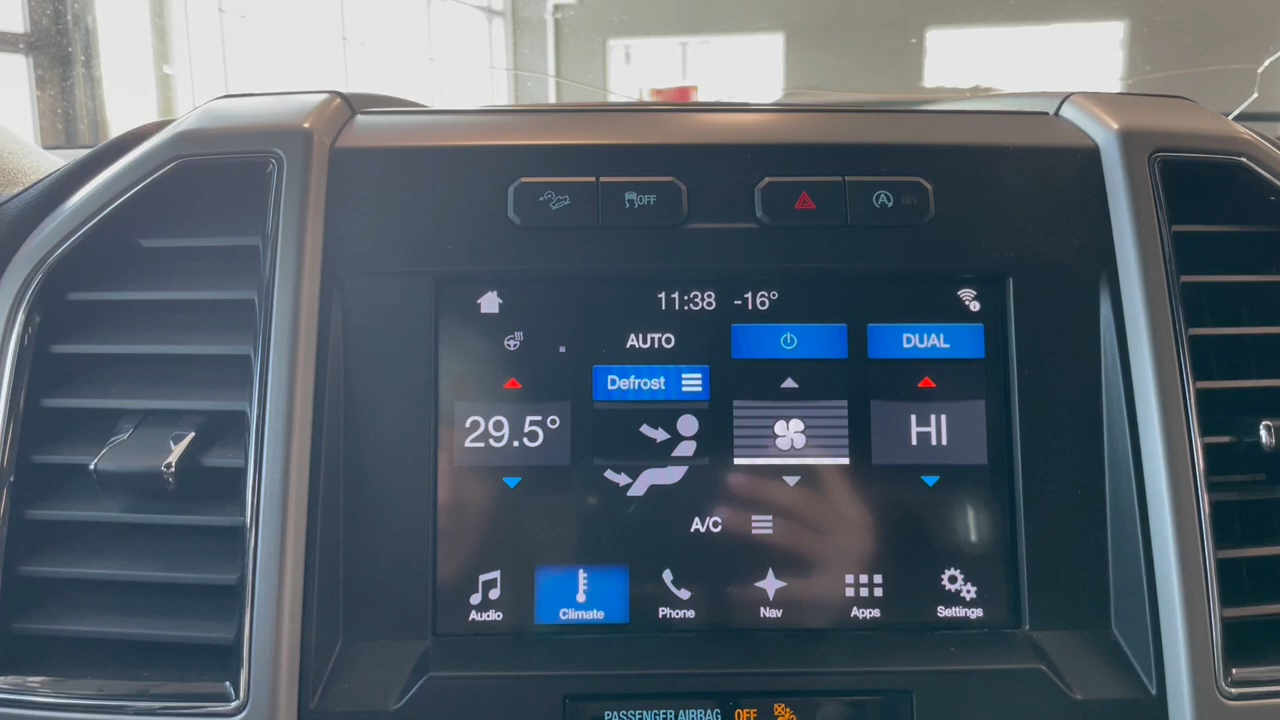 OFF
A ON
11:38 -16°
AUTO DUAL
Defrost
29.5° HI
A/C
Audio Climate Phone Nav Apps Settings
PASSENGER AIRBAG OFF